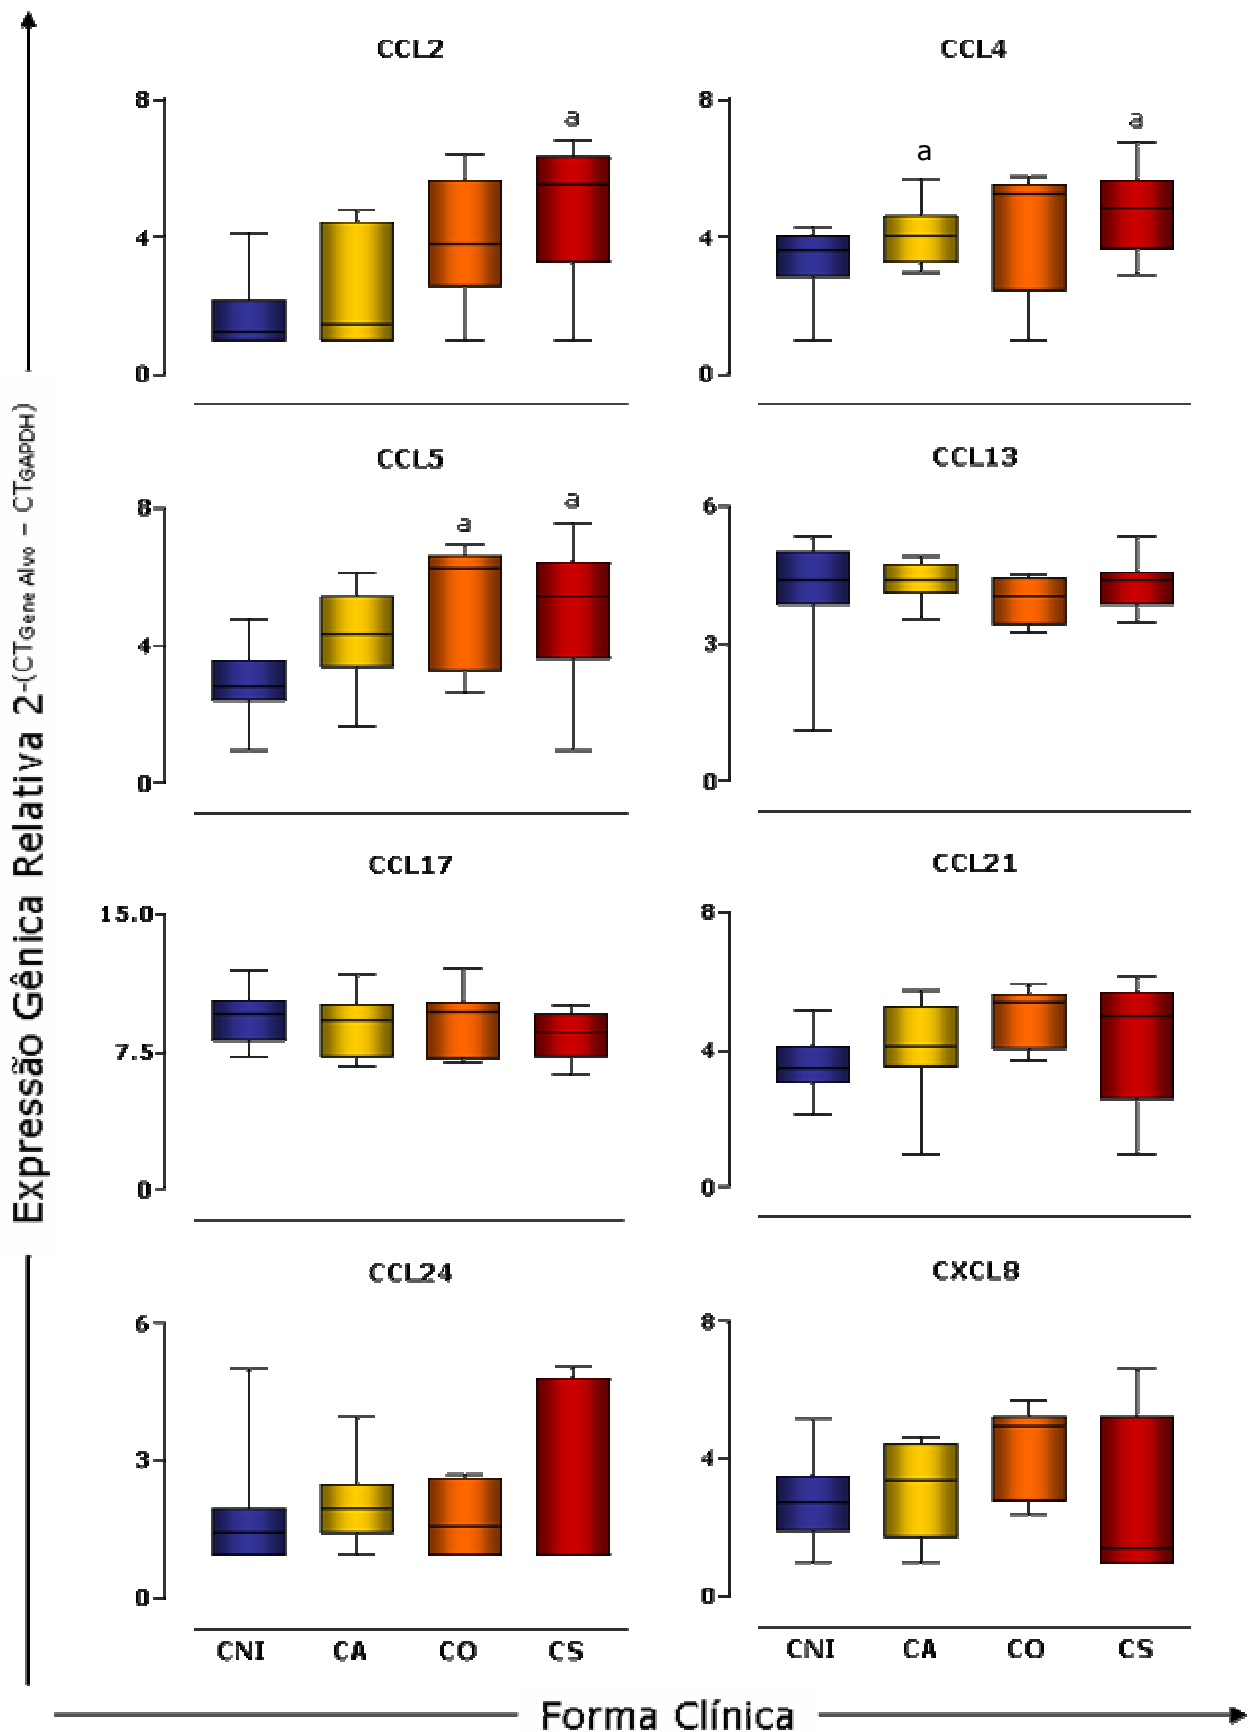 CCL2
8
4
0
a
CCL4
8
4
0
a
a
CCL5
8
4
0
a
a
CCL13
6
3
0
CCL17
15.0
7.5
0
CCL21
8
4
0
CCL24
6
3
0
CNI CA CO CS
CXCL8
8
4
0
CNI CA CO CS
Expressão Gênica Relativa 2-(CTGene Alvo – CTGAPDH)
Forma Clínica